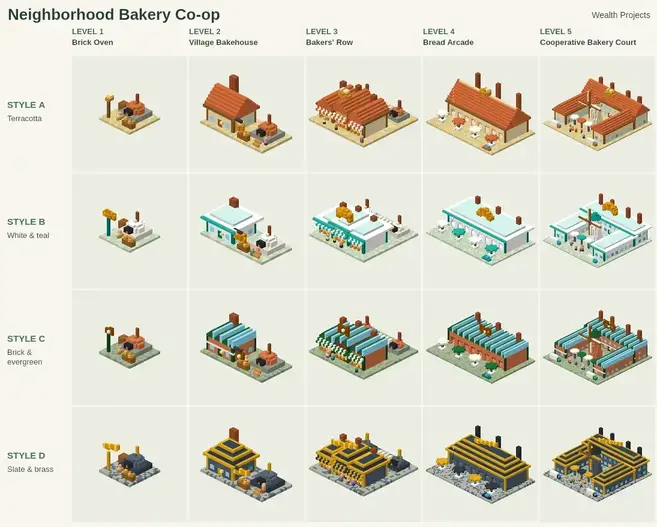 Neighborhood Bakery Co-op
Wealth Projects
LEVEL 1
Brick Oven
LEVEL 2
Village Bakehouse
LEVEL 3
Bakers' Row
LEVEL 4
Bread Arcade
LEVEL 5
Cooperative Bakery Court
STYLE A
Terracotta
STYLE B
White & teal
STYLE C
Brick &
evergreen
STYLE D
Slate & brass